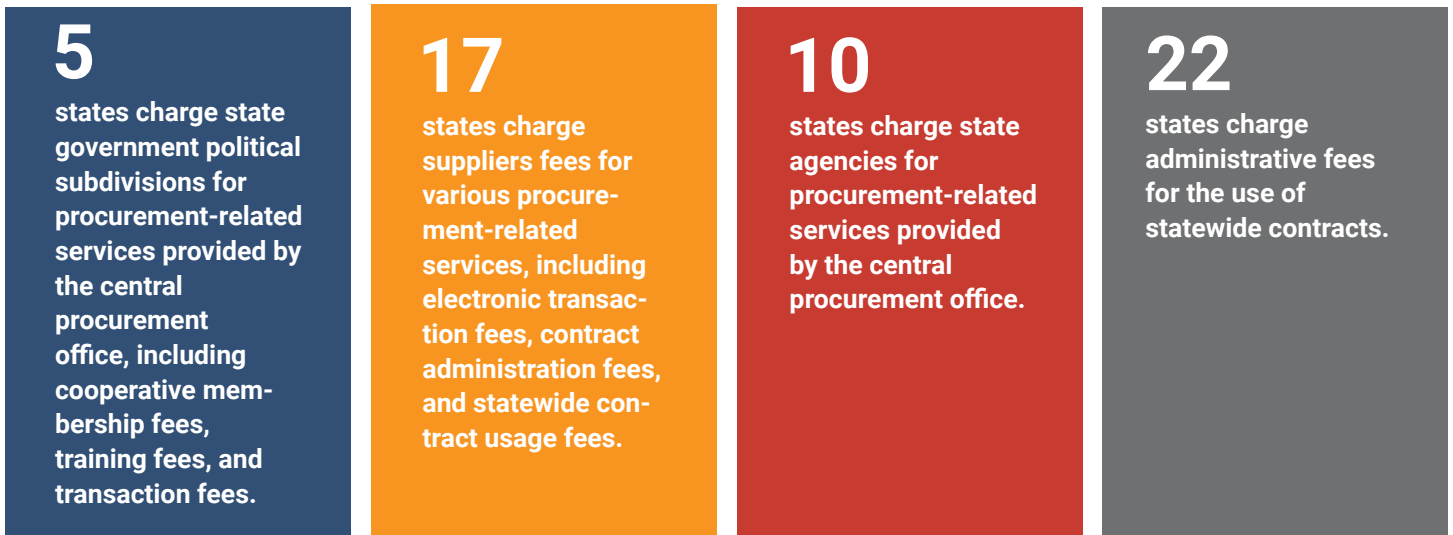 5
states charge state
government political
subdivisions for
procurement-related
services provided by
the central
procurement
office, including
cooperative mem-
bership fees,
training fees, and
transaction fees.
17
states charge
suppliers fees for
various procure-
ment-related
services, including
electronic transac-
tion fees, contract
administration fees,
and statewide con-
tract usage fees.
10
states charge state
agencies for
procurement-related
services provided
by the central
procurement office.
22
states charge
administrative fees
for the use of
statewide contracts.